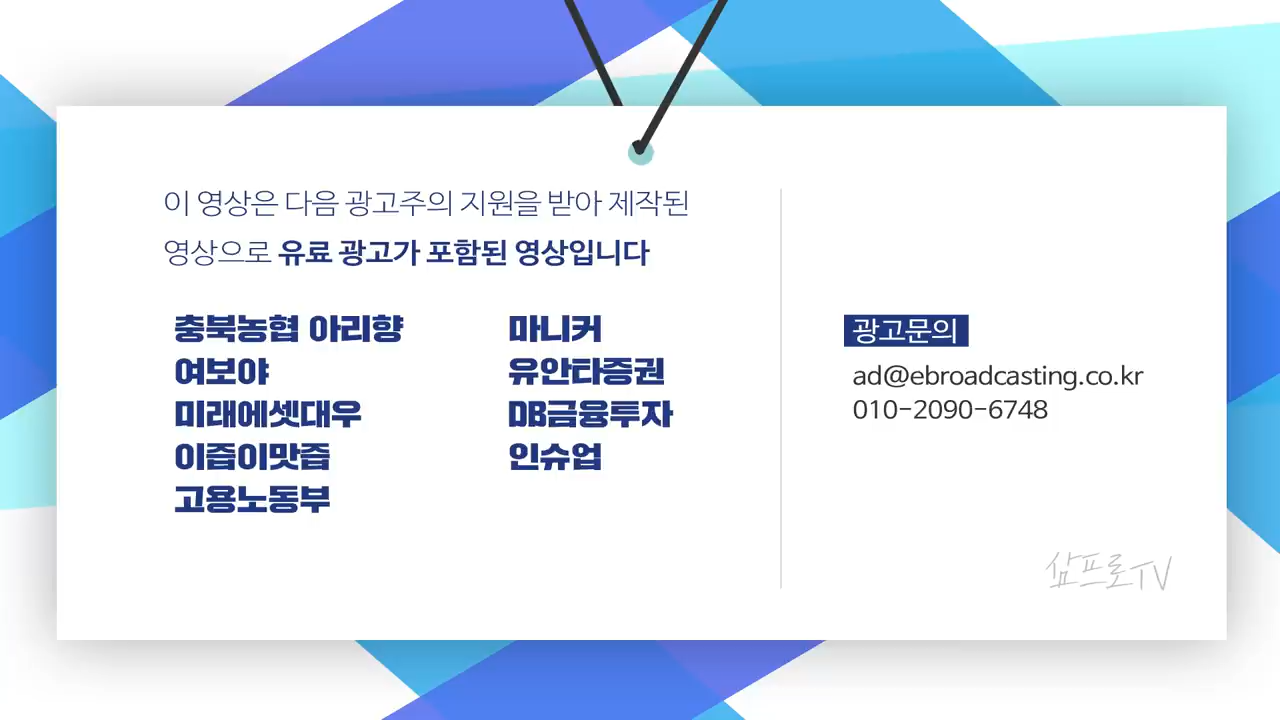 이 영상은 다음 광고주의 지원을 받아 제작된
영상으로 유료 광고가 포함된 영상입니다
충북농협 아리향
여보야
미래에셋대우
이즙이맛즙
고용노동부
마니커
유안타증권
DB금융투자
인슈업
광고문의
ad@ebroadcasting.co.kr
010-2090-6748
삼프로TV